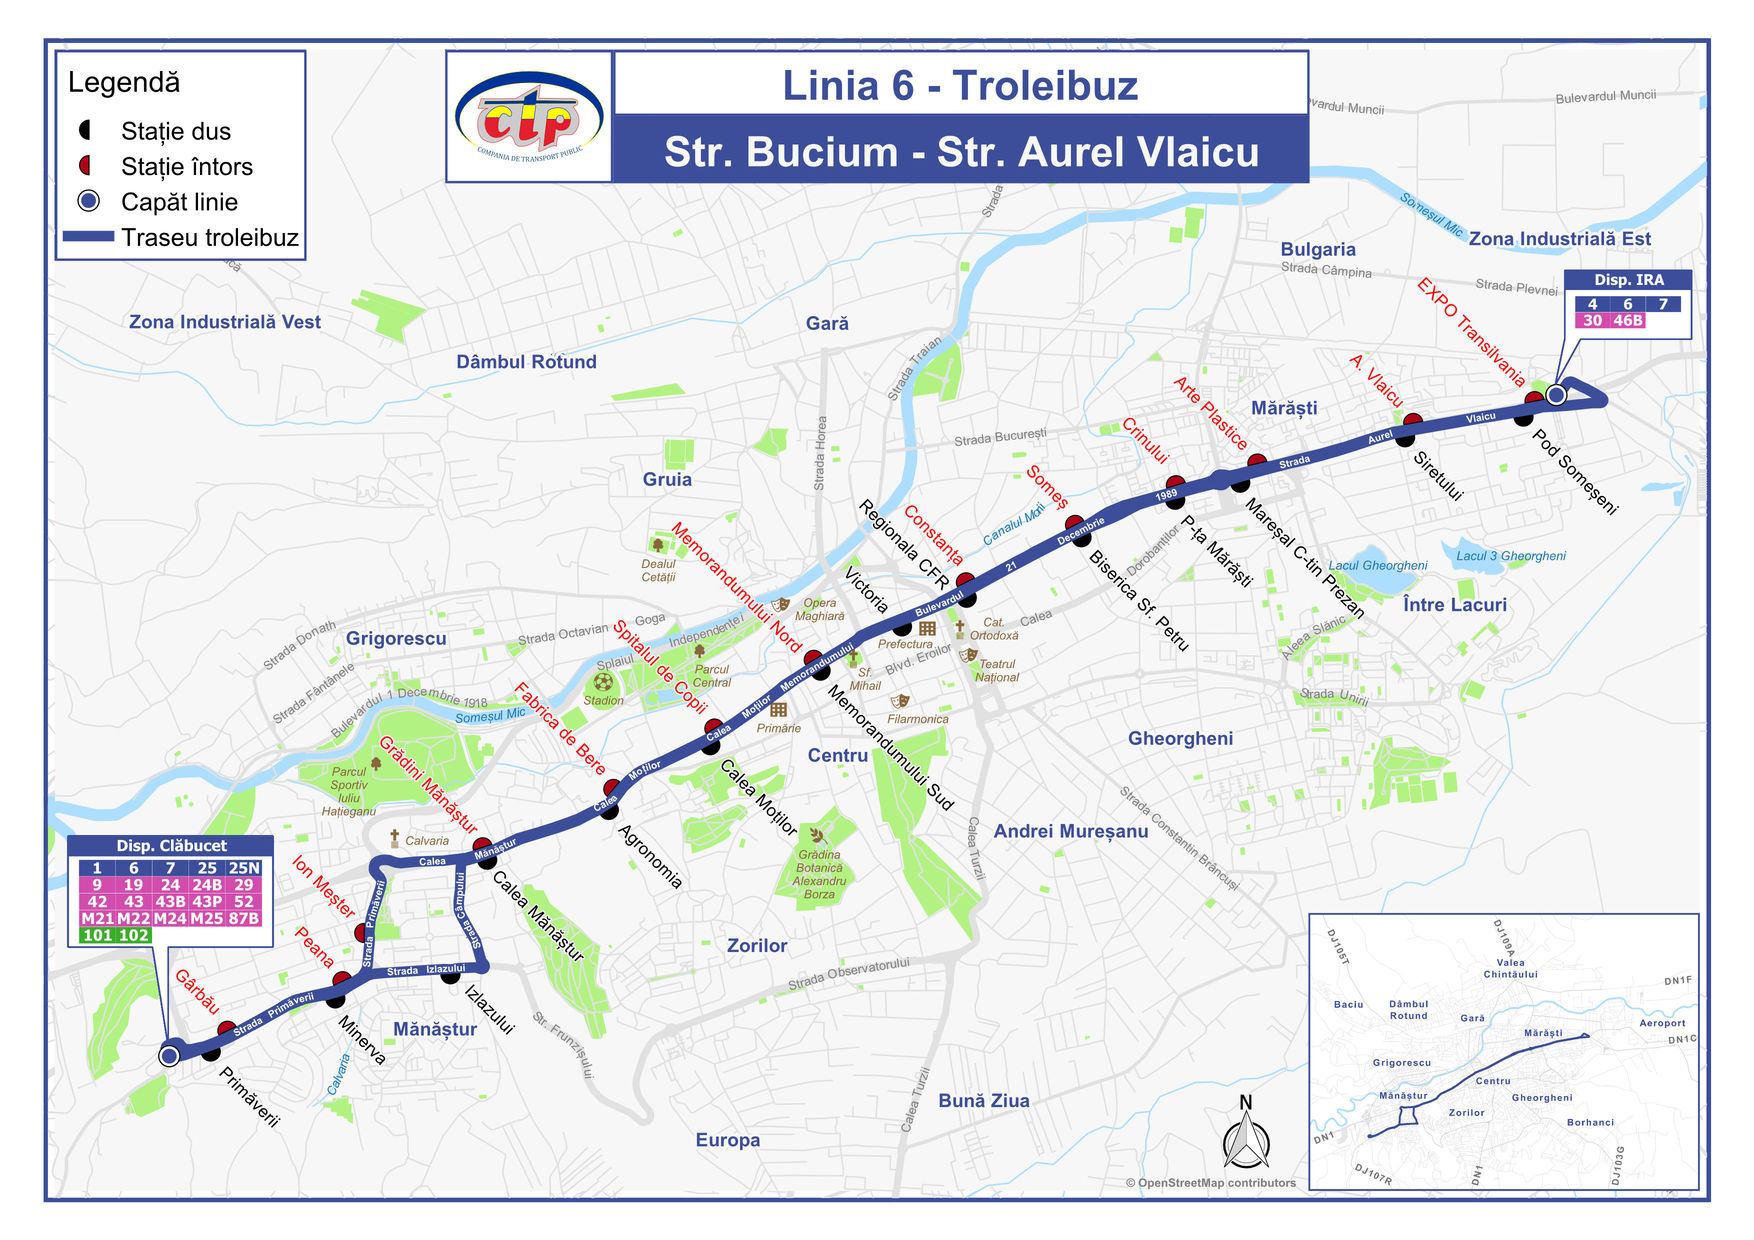 Legendă
Stație dus
Stație întors
Capăt linie
Traseu troleibuz
ctp
COMPANIA DE TRANSPORT PUBLIC
Linia 6 - Troleibuz
Str. Bucium - Str. Aurel Vlaicu
Bulevardul Muncii
Strada
Someșul Mic
Zona Industrială Est
Bulgaria
Strada Câmpina
Strada Plevnei
Disp. IRA
4 6 7
30 46B
EXPO Transilvania
Zona Industrială Vest
Gară
Dâmbul Rotund
Strada Traian
A. Vlaicu
Arte Plastice
Mărăști
Crinului
Strada București
Strada Horea
Strada Aurel Vlaicu
Pod Someșeni
Siretului
Gruia
Someș
1989
Mareșal C-tin Prezan
P-ța Mărăști
Regionala CFR
Constanța
Canalul Morii
Decembrie
Dorobanților
Memorandumului Nord
Dealul
Cetății
Lacul Gheorgheni
Lacul 3 Gheorgheni
Victoria
21
Biserica Sf. Petru
Bulevardul
Opera
Maghiară
Între Lacuri
Calea
Cat.
Ortodoxă
Prefectura
Aleea Slănic
Strada Donath
Grigorescu
Strada Octavian Goga
Spitalul de Copii
Splaiul Independenței
Parcul
Central
Memorandumului
Sf.
Mihail
Blvd. Eroilor
Teatrul
Național
Strada Fântânele
Bulevardul 1 Decembrie 1918
Someșul Mic
Stadion
Fabrica de Bere
Calea Moților
Primărie
Filarmonica
Memorandumului Sud
Strada Unirii
Gheorgheni
Centru
Grădini Mănăștur
Parcul
Sportiv
Iuliu
Hațieganu
Calea Moților
Calea Moților
Agronomia
Strada Constantin Brâncuși
Andrei Mureșanu
Calea Turzii
Calvaria
Grădina
Botanică
Alexandru
Borza
Disp. Clăbucet
1 6 7 25 25N
9 19 24 24B 29
42 43 43B 43P 52
M21 M22 M24 M25 87B
101 102
Ion Meșter
Calea Mănăștur
Calea Mănăștur
Strada Primăverii
Strada Câmpului
Peana
Strada Izlazului
Zorilor
Strada Observatorului
Gârbău
Strada Primăverii
Izlazului
Minerva
Mănăștur
Str. Frunzișului
Primăverii
Calvaria
Calea Turzii
Bună Ziua
Europa
N
© OpenStreetMap contributors
DJ105T
DJ109A
Valea
Chintăului
DN1F
Baciu
Dâmbul
Rotund
Gară
Mărăști
Aeroport
DN1C
Grigorescu
Centru
Mănăștur
Gheorgheni
Zorilor
Borhanci
DN1
DJ107R
DN1
DJ103G